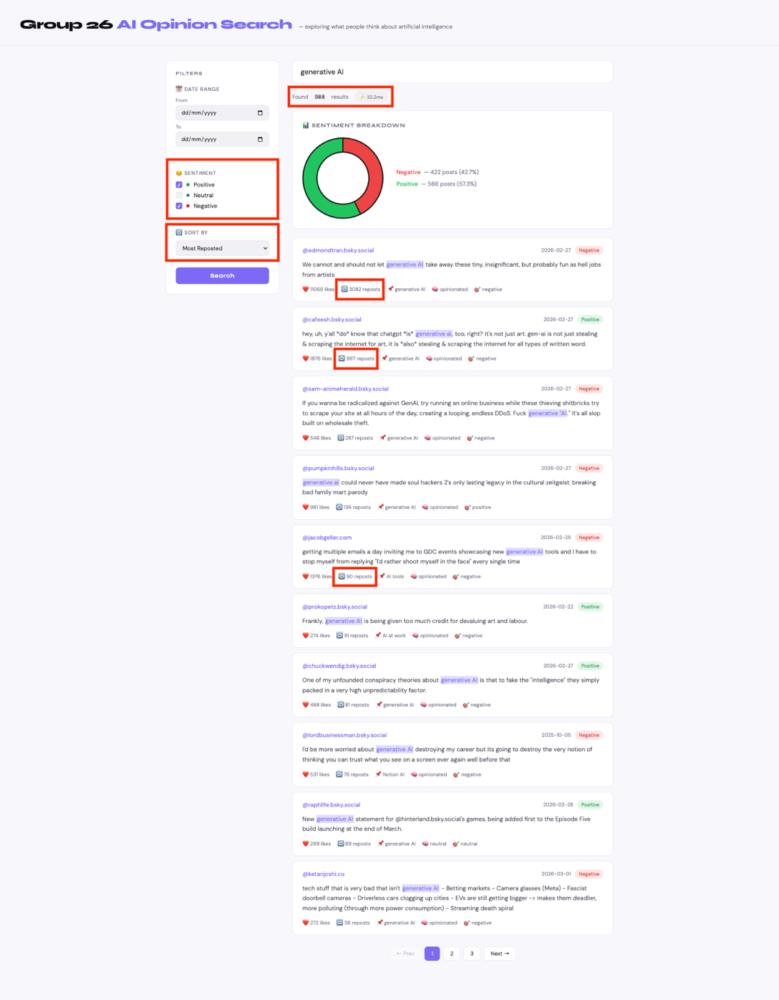 Group 26 AI Opinion Search — exploring what people think about artificial intelligence
FILTERS
📅 DATE RANGE
From
dd/mm/yyyy
To
dd/mm/yyyy
😊 SENTIMENT
Positive
Neutral
Negative
🔃 SORT BY
Most Reposted
Search
generative AI
Found 988 results ⚡ 32.2ms
📊 SENTIMENT BREAKDOWN
Negative — 422 posts (42.7%)
Positive — 566 posts (57.3%)
@edmondtran.bsky.social 2026-02-27 Negative
We cannot and should not let generative AI take away these tiny, insignificant, but probably fun as hell jobs
from artists
❤️ 11069 likes 🔁 3082 reposts 📌 generative AI 🧠 opinionated 🎯 negative
@cafeesh.bsky.social 2026-02-27 Positive
hey, uh, y'all *do* know that chatgpt *is* generative ai, too, right? it's not just art. gen-ai is not just stealing
& scraping the internet for art, it is *also* stealing & scraping the internet for all types of written word.
❤️ 1876 likes 🔁 997 reposts 📌 generative AI 🧠 opinionated 🎯 negative
@sam-animeherald.bsky.social 2026-02-27 Negative
If you wanna be radicalized against GenAI, try running an online business while these thieving shitbricks try
to scrape your site at all hours of the day, creating a looping, endless DDoS. Fuck generative "AI." It's all slop
built on wholesale theft.
❤️ 546 likes 🔁 287 reposts 📌 generative AI 🧠 opinionated 🎯 negative
@pumpkinhills.bsky.social 2026-02-27 Negative
generative ai could never have made soul hackers 2's only lasting legacy in the cultural zeitgeist: breaking
bad family mart parody
❤️ 981 likes 🔁 136 reposts 📌 generative AI 🧠 opinionated 🎯 positive
@jacobgeller.com 2026-02-25 Negative
getting multiple emails a day inviting me to GDC events showcasing new generative AI tools and I have to
stop myself from replying "I'd rather shoot myself in the face" every single time
❤️ 1376 likes 🔁 90 reposts 📌 AI tools 🧠 opinionated 🎯 negative
@prokopetz.bsky.social 2026-02-22 Positive
Frankly, generative AI is being given too much credit for devaluing art and labour.
❤️ 274 likes 🔁 81 reposts 📌 AI at work 🧠 opinionated 🎯 negative
@chuckwendig.bsky.social 2026-02-27 Positive
One of my unfounded conspiracy theories about generative AI is that to fake the "intelligence" they simply
packed in a very high unpredictability factor.
❤️ 488 likes 🔁 81 reposts 📌 generative AI 🧠 opinionated 🎯 negative
@lordbusinessman.bsky.social 2025-10-05 Negative
I'd be more worried about generative AI destroying my career but its going to destroy the very notion of
thinking you can trust what you see on a screen ever again well before that
❤️ 531 likes 🔁 76 reposts 📌 Notion AI 🧠 opinionated 🎯 negative
@raphlife.bsky.social 2026-02-28 Positive
New generative AI statement for @hinterland.bsky.social's games, being added first to the Episode Five
build launching at the end of March.
❤️ 299 likes 🔁 69 reposts 📌 generative AI 🧠 neutral 🎯 neutral
@ketanjoshi.co 2026-03-01 Negative
tech stuff that is very bad that isn't generative AI - Betting markets - Camera glasses (Meta) - Fascist
doorbell cameras - Driverless cars clogging up cities - EVs are still getting bigger -> makes them deadlier,
more polluting (through more power consumption) - Streaming death spiral
❤️ 272 likes 🔁 56 reposts 📌 generative AI 🧠 opinionated 🎯 negative
← Prev 1 2 3 Next →